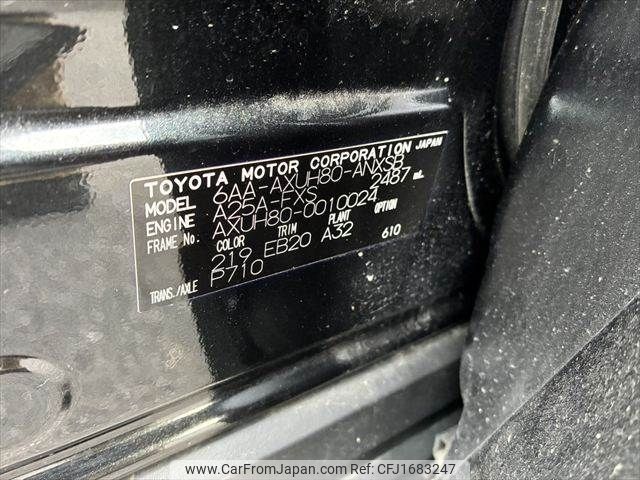 TOYOTA MOTOR CORPORATION JAPAN
MODEL 6AA-AXUH80-ANXSB
ENGINE A25A-FXS 2487 mL
FRAME No. AXUH80-0010024
COLOR TRIM PLANT OPTION
219 EB20 A32 610
TRANS./AXLE P710
www.CarFromJapan.com Ref No: CFJ1683247